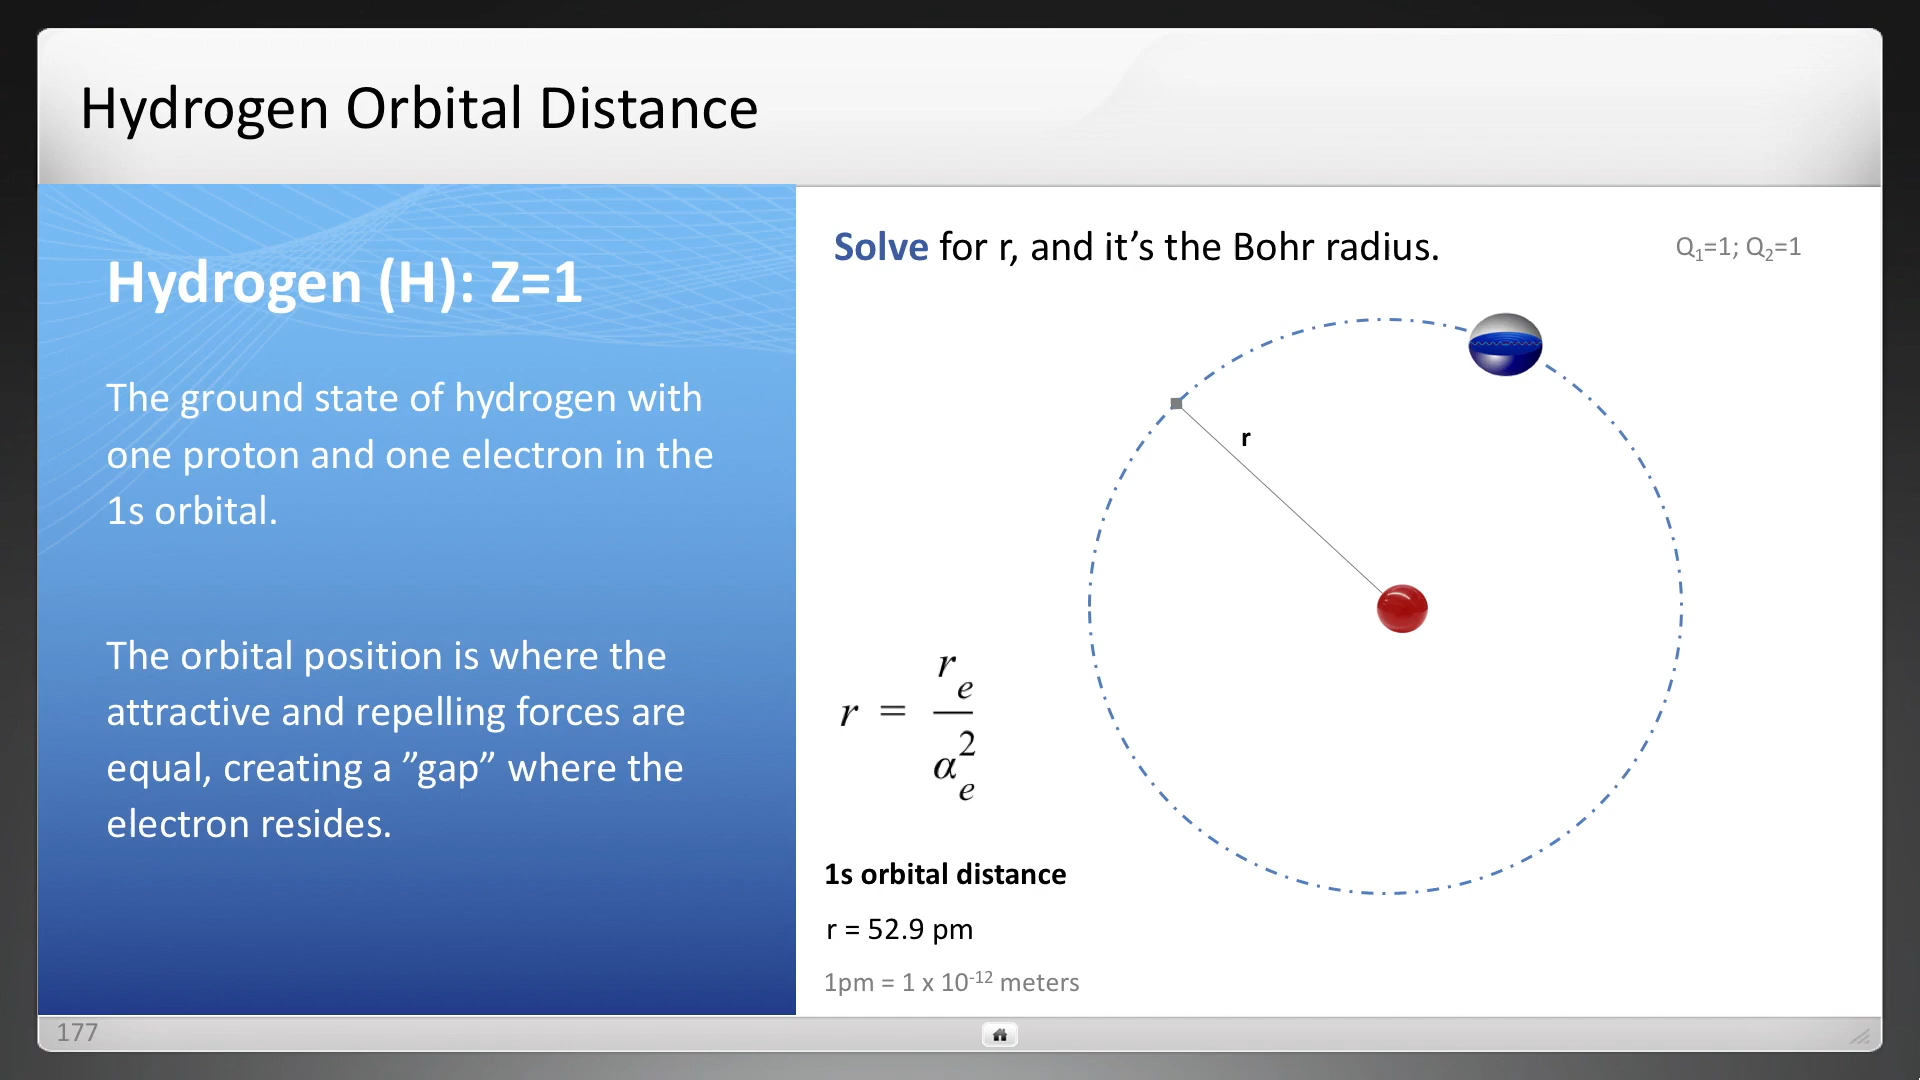 Hydrogen Orbital Distance
Hydrogen (H): Z=1
The ground state of hydrogen with
one proton and one electron in the
1s orbital.
The orbital position is where the
attractive and repelling forces are
equal, creating a ”gap” where the
electron resides.
Solve for r, and it’s the Bohr radius.
Q₁=1; Q₂=1
r
r = rₑ / αₑ²
1s orbital distance
r = 52.9 pm
1pm = 1 x 10⁻¹² meters
177